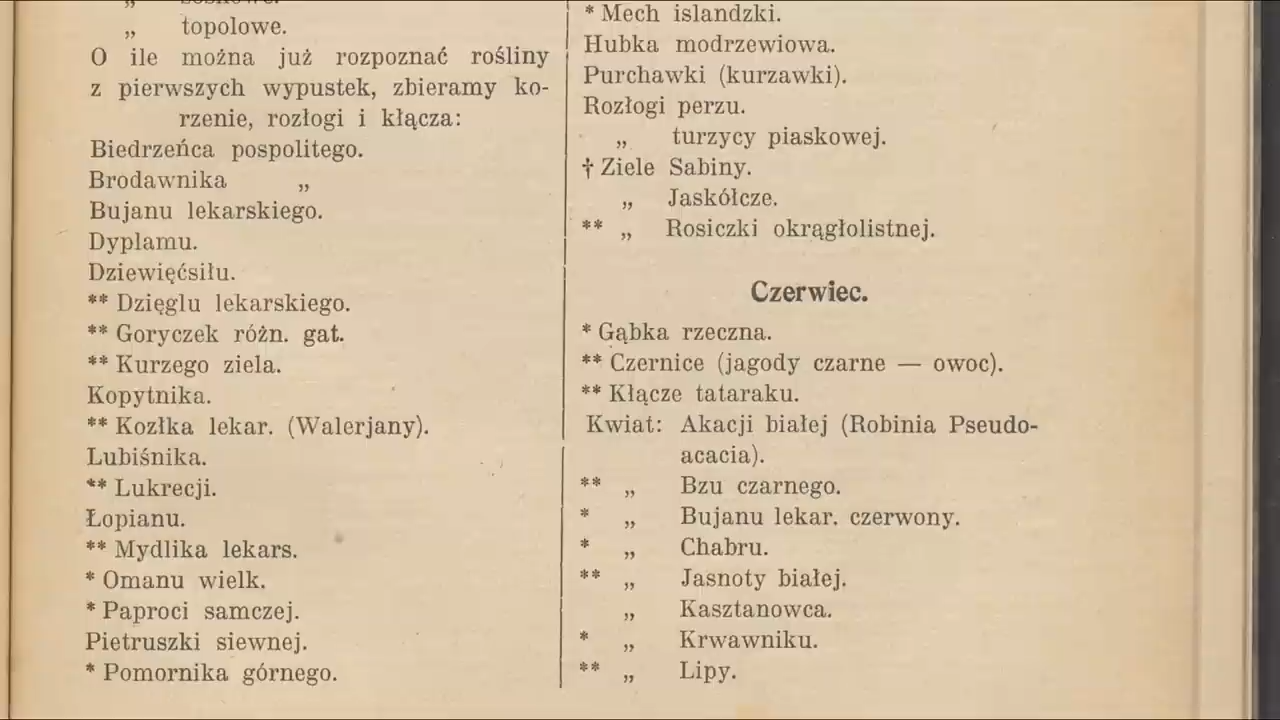 „ topolowe.
O ile można już rozpoznać rośliny
z pierwszych wypustek, zbieramy ko-
rzenie, rozłogi i kłącza:
Biedrzeńca pospolitego.
Brodawnika „
Bujanu lekarskiego.
Dyplamu.
Dziewięćsiłu.
** Dzięglu lekarskiego.
** Goryczek różn. gat.
** Kurzego ziela.
Kopytnika.
** Kozłka lekar. (Walerjany).
Lubiśnika.
** Lukrecji.
Łopianu.
** Mydlika lekars.
* Omanu wielk.
* Paproci samczej.
Pietruszki siewnej.
* Pomornika górnego.
* Mech islandzki.
Hubka modrzewiowa.
Purchawki (kurzawki).
Rozłogi perzu.
„ turzycy piaskowej.
† Ziele Sabiny.
„ Jaskółcze.
** „ Rosiczki okrągłolistnej.
Czerwiec.
* Gąbka rzeczna.
** Czernice (jagody czarne — owoc).
** Kłącze tataraku.
Kwiat: Akacji białej (Robinia Pseudo-
acacia).
** „ Bzu czarnego.
* „ Bujanu lekar. czerwony.
* „ Chabru.
** „ Jasnoty białej.
„ Kasztanowca.
* „ Krwawniku.
** „ Lipy.